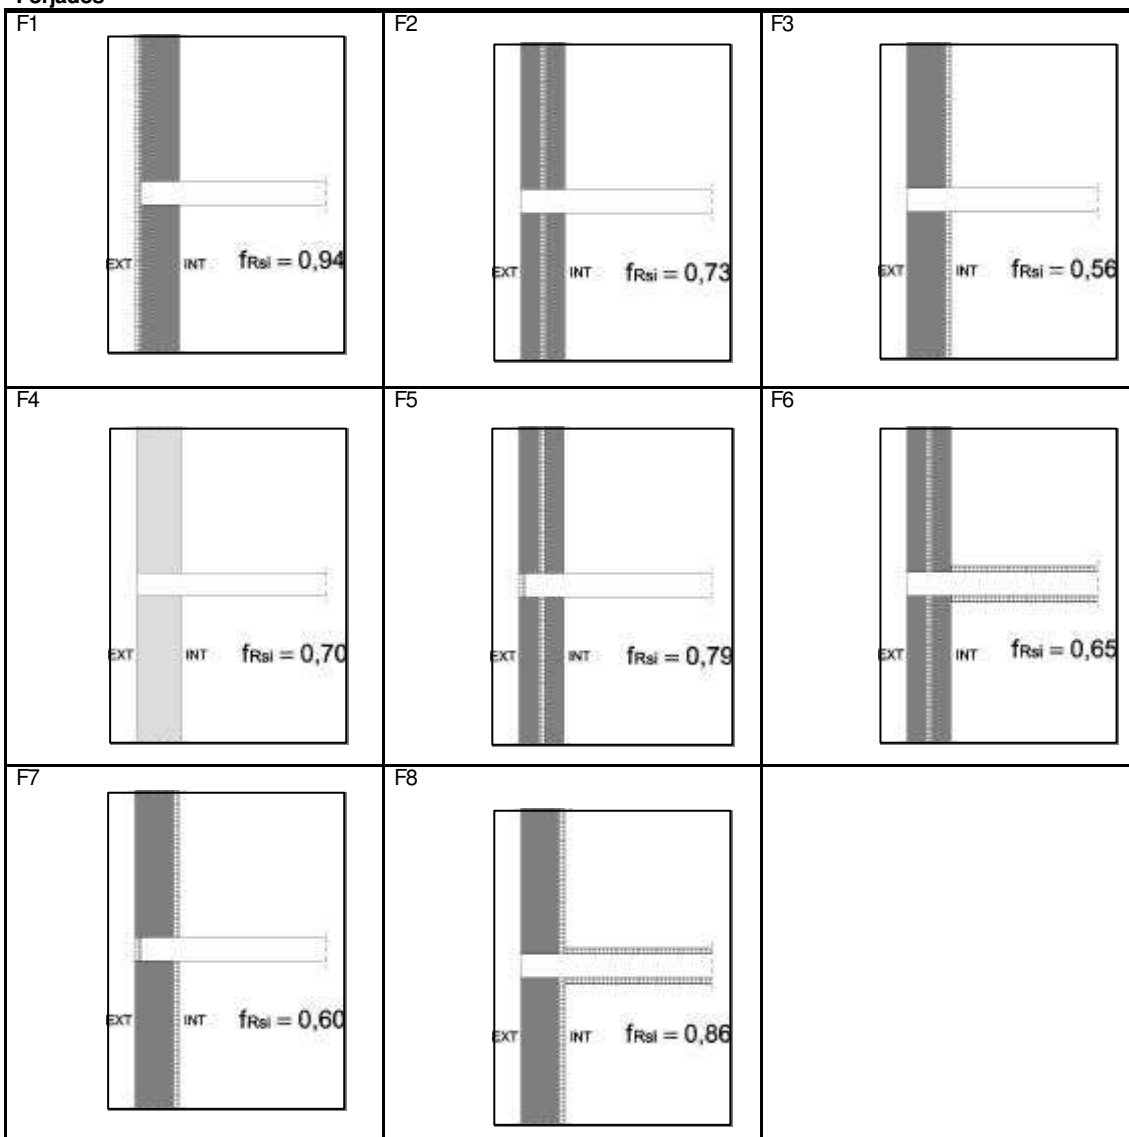 Forjados
F1
EXT INT fRsi = 0,94
F2
EXT INT fRsi = 0,73
F3
EXT INT fRsi = 0,56
F4
EXT INT fRsi = 0,70
F5
EXT INT fRsi = 0,79
F6
EXT INT fRsi = 0,65
F7
EXT INT fRsi = 0,60
F8
EXT INT fRsi = 0,86